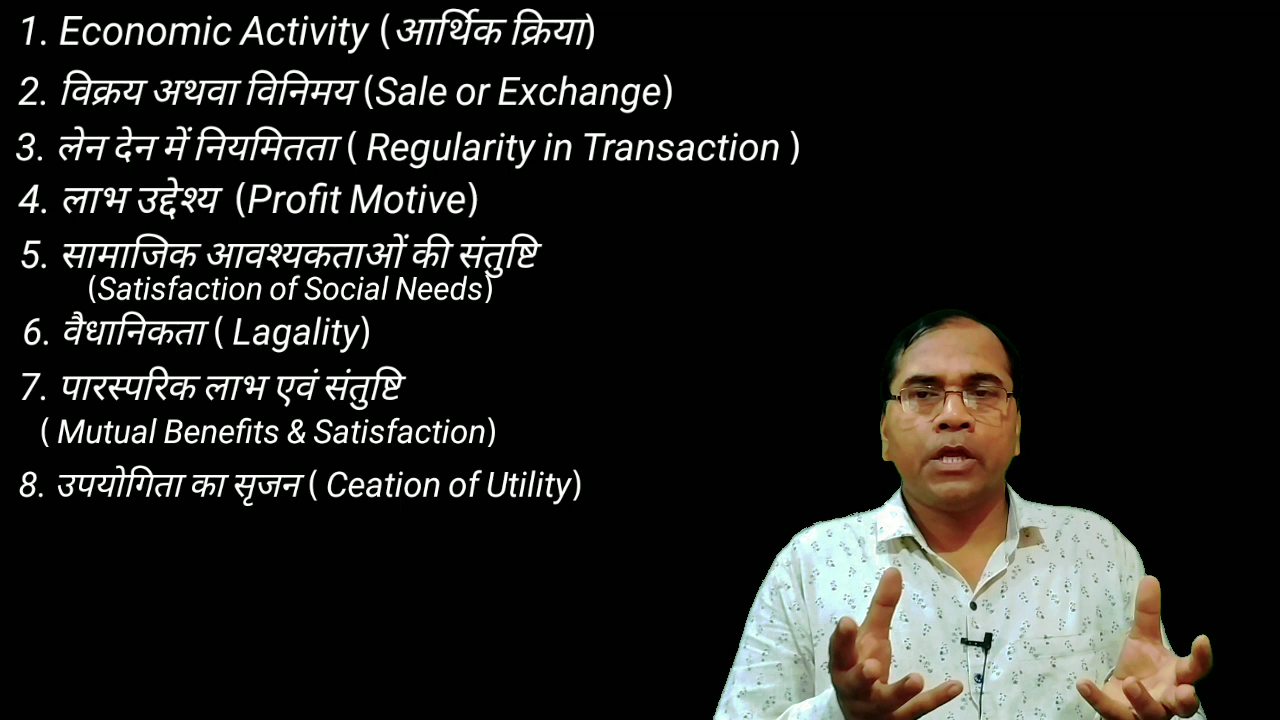 1. Economic Activity (आर्थिक क्रिया)
2. विक्रय अथवा विनिमय (Sale or Exchange)
3. लेन देन में नियमितता ( Regularity in Transaction )
4. लाभ उद्देश्य (Profit Motive)
5. सामाजिक आवश्यकताओं की संतुष्टि
(Satisfaction of Social Needs)
6. वैधानिकता ( Lagality)
7. पारस्परिक लाभ एवं संतुष्टि
( Mutual Benefits & Satisfaction)
8. उपयोगिता का सृजन ( Ceation of Utility)